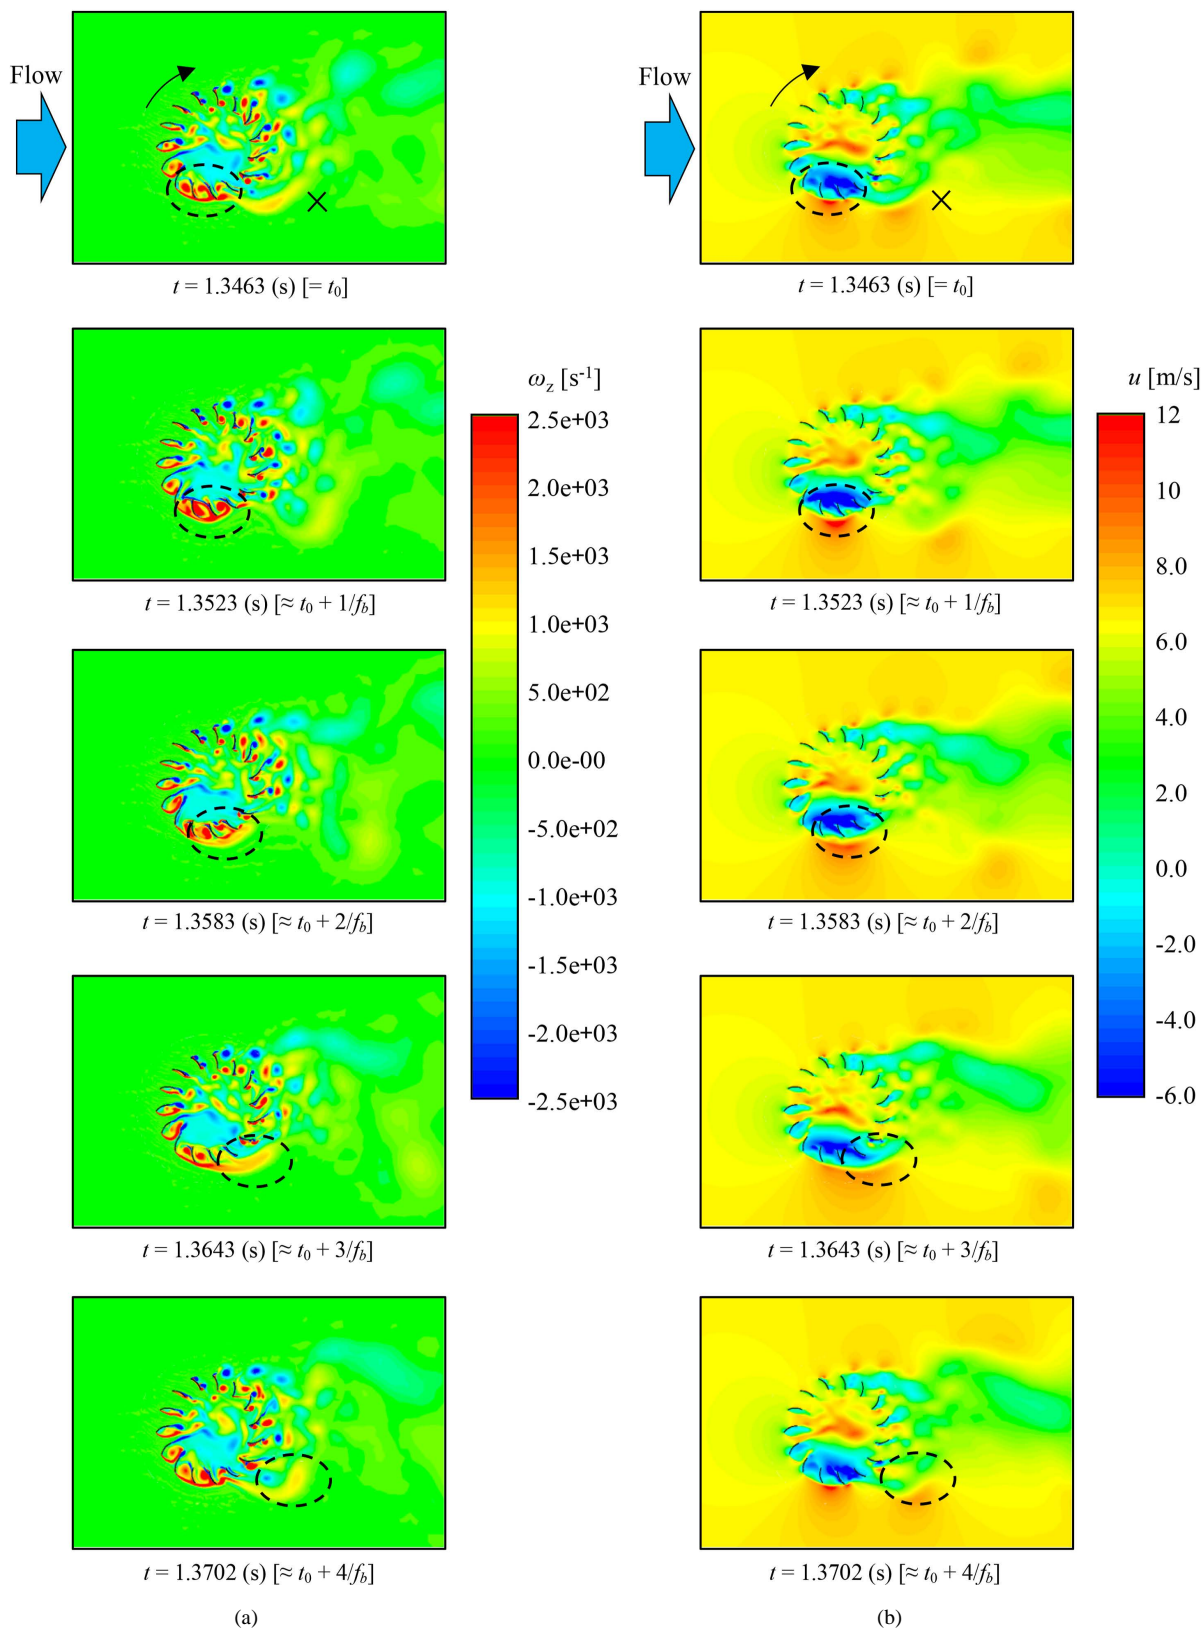 Flow
Flow
t = 1.3463 (s) [= t0]
t = 1.3463 (s) [= t0]
ωz [s-1]
2.5e+03
2.0e+03
1.5e+03
1.0e+03
5.0e+02
0.0e-00
-5.0e+02
-1.0e+03
-1.5e+03
-2.0e+03
-2.5e+03
u [m/s]
12
10
8.0
6.0
4.0
2.0
0.0
-2.0
-4.0
-6.0
t = 1.3523 (s) [≈ t0 + 1/fb]
t = 1.3523 (s) [≈ t0 + 1/fb]
t = 1.3583 (s) [≈ t0 + 2/fb]
t = 1.3583 (s) [≈ t0 + 2/fb]
t = 1.3643 (s) [≈ t0 + 3/fb]
t = 1.3643 (s) [≈ t0 + 3/fb]
t = 1.3702 (s) [≈ t0 + 4/fb]
t = 1.3702 (s) [≈ t0 + 4/fb]
(a)
(b)